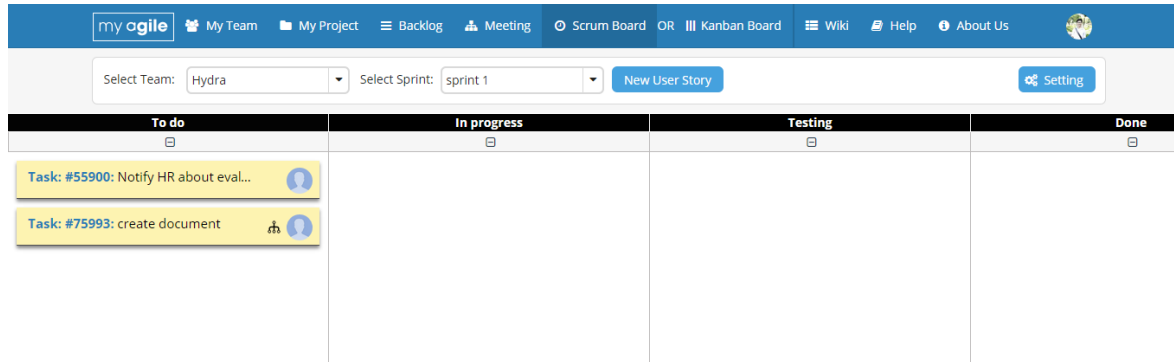 my agile My Team My Project Backlog Meeting Scrum Board OR Kanban Board Wiki Help About Us
Select Team: Hydra Select Sprint: sprint 1 New User Story Setting
To do In progress Testing Done
Task: #55900: Notify HR about eval...
Task: #75993: create document